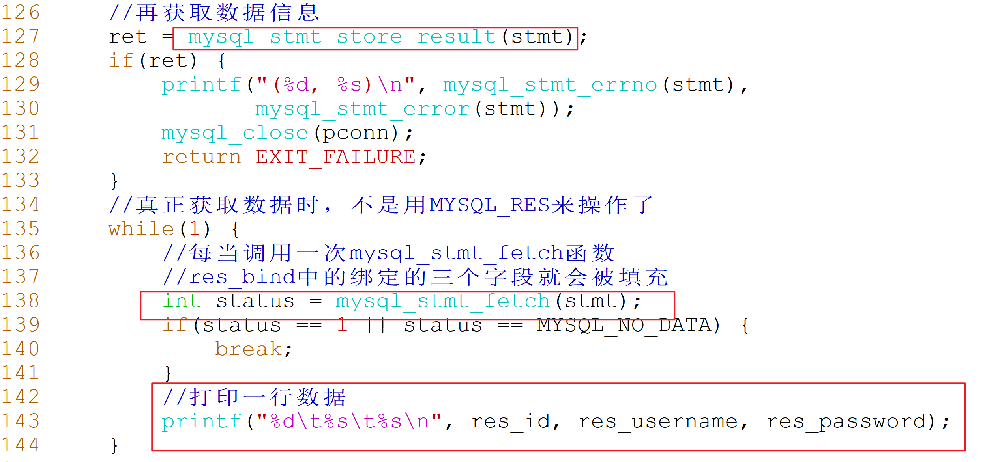 126 //再获取数据信息
127 ret = mysql_stmt_store_result(stmt);
128 if(ret) {
129 printf("(%d, %s)\n", mysql_stmt_errno(stmt),
130 mysql_stmt_error(stmt));
131 mysql_close(pconn);
132 return EXIT_FAILURE;
133 }
134 //真正获取数据时，不是用MYSQL_RES来操作了
135 while(1) {
136 //每当调用一次mysql_stmt_fetch函数
137 //res_bind中的绑定的三个字段就会被填充
138 int status = mysql_stmt_fetch(stmt);
139 if(status == 1 || status == MYSQL_NO_DATA) {
140 break;
141 }
142 //打印一行数据
143 printf("%d\t%s\t%s\n", res_id, res_username, res_password);
144 }